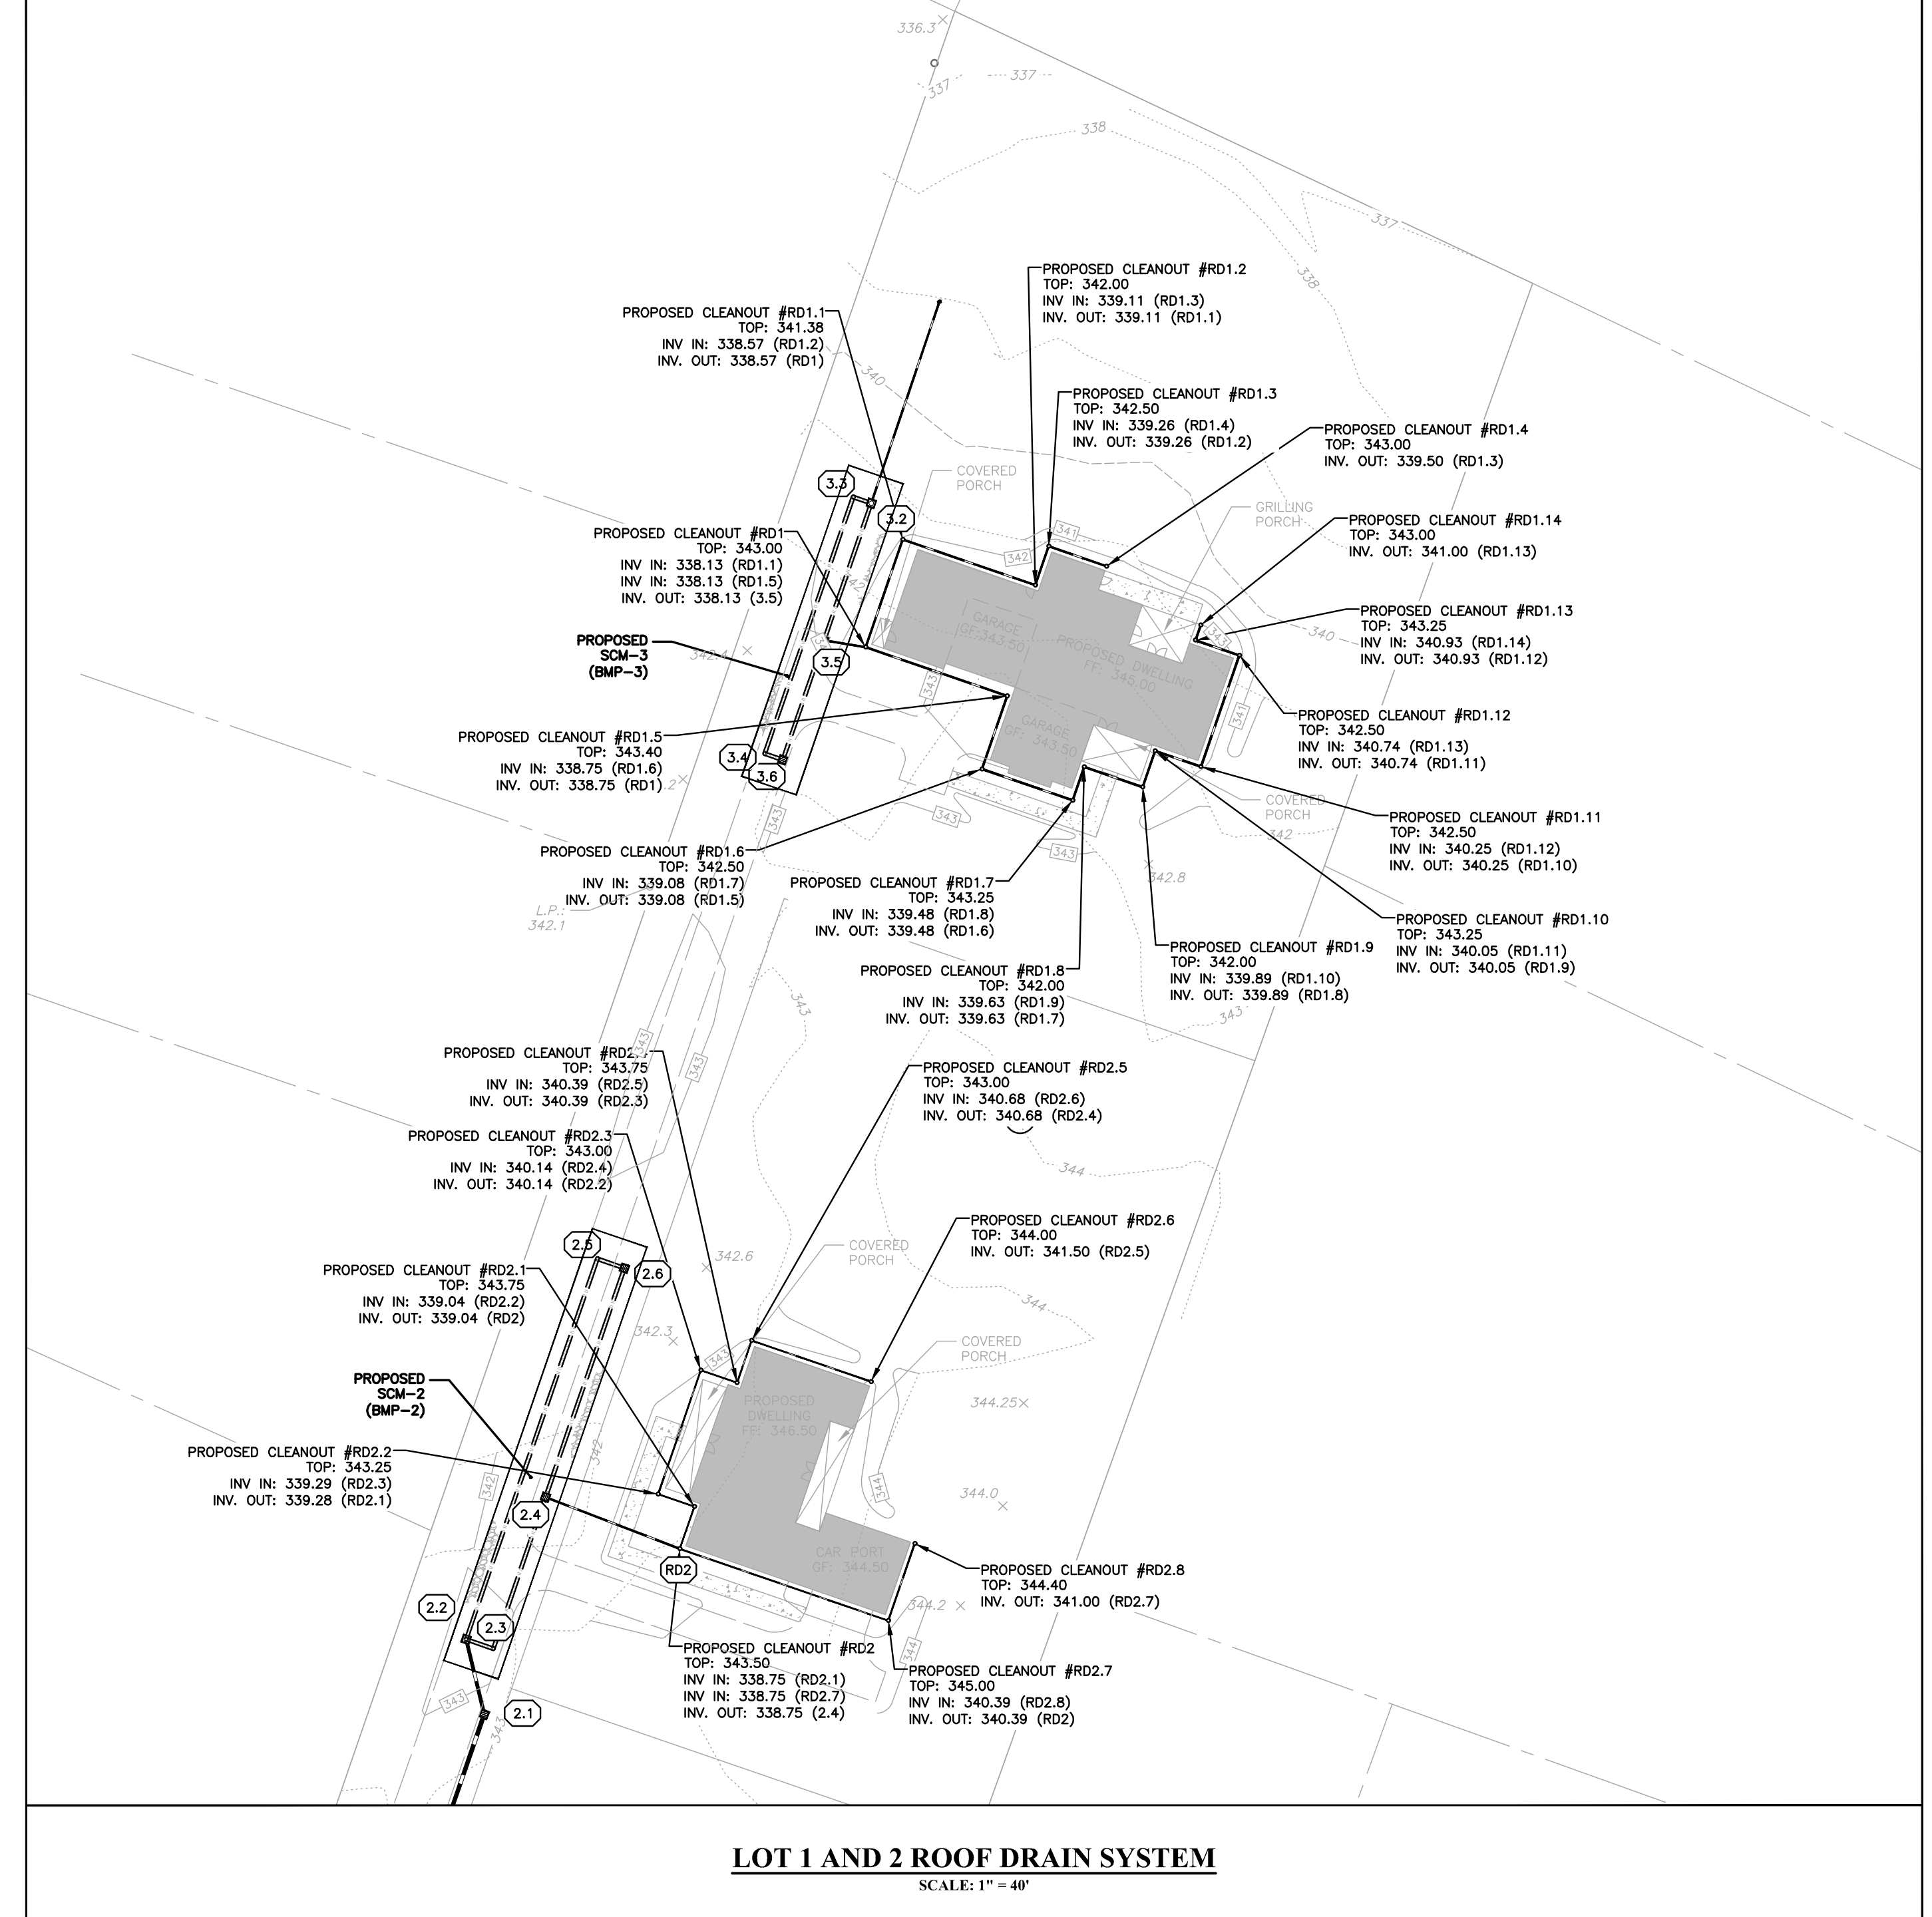 336.3
337
337
338
337
338
PROPOSED CLEANOUT #RD1.2
TOP: 342.00
INV IN: 339.11 (RD1.3)
INV. OUT: 339.11 (RD1.1)
PROPOSED CLEANOUT #RD1.1
TOP: 341.38
INV IN: 338.57 (RD1.2)
INV. OUT: 338.57 (RD1)
340
PROPOSED CLEANOUT #RD1.3
TOP: 342.50
INV IN: 339.26 (RD1.4)
INV. OUT: 339.26 (RD1.2)
PROPOSED CLEANOUT #RD1.4
TOP: 343.00
INV. OUT: 339.50 (RD1.3)
COVERED
PORCH
3.3
3.2
GRILLING
PORCH
PROPOSED CLEANOUT #RD1.14
TOP: 343.00
INV. OUT: 341.00 (RD1.13)
PROPOSED CLEANOUT #RD1
TOP: 343.00
INV IN: 338.13 (RD1.1)
INV IN: 338.13 (RD1.5)
INV. OUT: 338.13 (3.5)
341
342
PROPOSED CLEANOUT #RD1.13
TOP: 343.25
INV IN: 340.93 (RD1.14)
INV. OUT: 340.93 (RD1.12)
343
340
GARAGE
GF: 343.50
PROPOSED DWELLING
FF: 345.00
PROPOSED
SCM-3
(BMP-3)
342.4
3.5
343
GARAGE
GF: 343.50
341
PROPOSED CLEANOUT #RD1.12
TOP: 342.50
INV IN: 340.74 (RD1.13)
INV. OUT: 340.74 (RD1.11)
PROPOSED CLEANOUT #RD1.5
TOP: 343.40
INV IN: 338.75 (RD1.6)
INV. OUT: 338.75 (RD1)
3.4
3.6
COVERED
PORCH
343
343
343
342
PROPOSED CLEANOUT #RD1.11
TOP: 342.50
INV IN: 340.25 (RD1.12)
INV. OUT: 340.25 (RD1.10)
PROPOSED CLEANOUT #RD1.6
TOP: 342.50
INV IN: 339.08 (RD1.7)
INV. OUT: 339.08 (RD1.5)
342.8
L.P.:
342.1
PROPOSED CLEANOUT #RD1.7
TOP: 343.25
INV IN: 339.48 (RD1.8)
INV. OUT: 339.48 (RD1.6)
PROPOSED CLEANOUT #RD1.10
TOP: 343.25
INV IN: 340.05 (RD1.11)
INV. OUT: 340.05 (RD1.9)
PROPOSED CLEANOUT #RD1.9
TOP: 342.00
INV IN: 339.89 (RD1.10)
INV. OUT: 339.89 (RD1.8)
PROPOSED CLEANOUT #RD1.8
TOP: 342.00
INV IN: 339.63 (RD1.9)
INV. OUT: 339.63 (RD1.7)
343
343
343
343
PROPOSED CLEANOUT
TOP: 343.75
INV IN: 340.39 (RD2.5)
INV. OUT: 340.39 (RD2.3)
PROPOSED CLEANOUT #RD2.5
TOP: 343.00
INV IN: 340.68 (RD2.6)
INV. OUT: 340.68 (RD2.4)
PROPOSED CLEANOUT #RD2.3
TOP: 343.00
INV IN: 340.14 (RD2.4)
INV. OUT: 340.14 (RD2.2)
344
PROPOSED CLEANOUT #RD2.6
TOP: 344.00
INV. OUT: 341.50 (RD2.5)
2.5
2.6
342.6
COVERED
PORCH
PROPOSED CLEANOUT #RD2.1
TOP: 343.75
INV IN: 339.04 (RD2.2)
INV. OUT: 339.04 (RD2)
344
342.3
343
COVERED
PORCH
PROPOSED
SCM-2
(BMP-2)
PROPOSED
DWELLING
FF: 346.50
344.25
PROPOSED CLEANOUT #RD2.2
TOP: 343.25
INV IN: 339.29 (RD2.3)
INV. OUT: 339.28 (RD2.1)
342
342
344
344.0
2.4
CAR PORT
GF: 344.50
RD2
PROPOSED CLEANOUT #RD2.8
TOP: 344.40
INV. OUT: 341.00 (RD2.7)
344.2
2.2
2.3
344
PROPOSED CLEANOUT #RD2
TOP: 343.50
INV IN: 338.75 (RD2.1)
INV IN: 338.75 (RD2.7)
INV. OUT: 338.75 (2.4)
PROPOSED CLEANOUT #RD2.7
TOP: 345.00
INV IN: 340.39 (RD2.8)
INV. OUT: 340.39 (RD2)
343
2.1
343
LOT 1 AND 2 ROOF DRAIN SYSTEM
SCALE: 1" = 40'